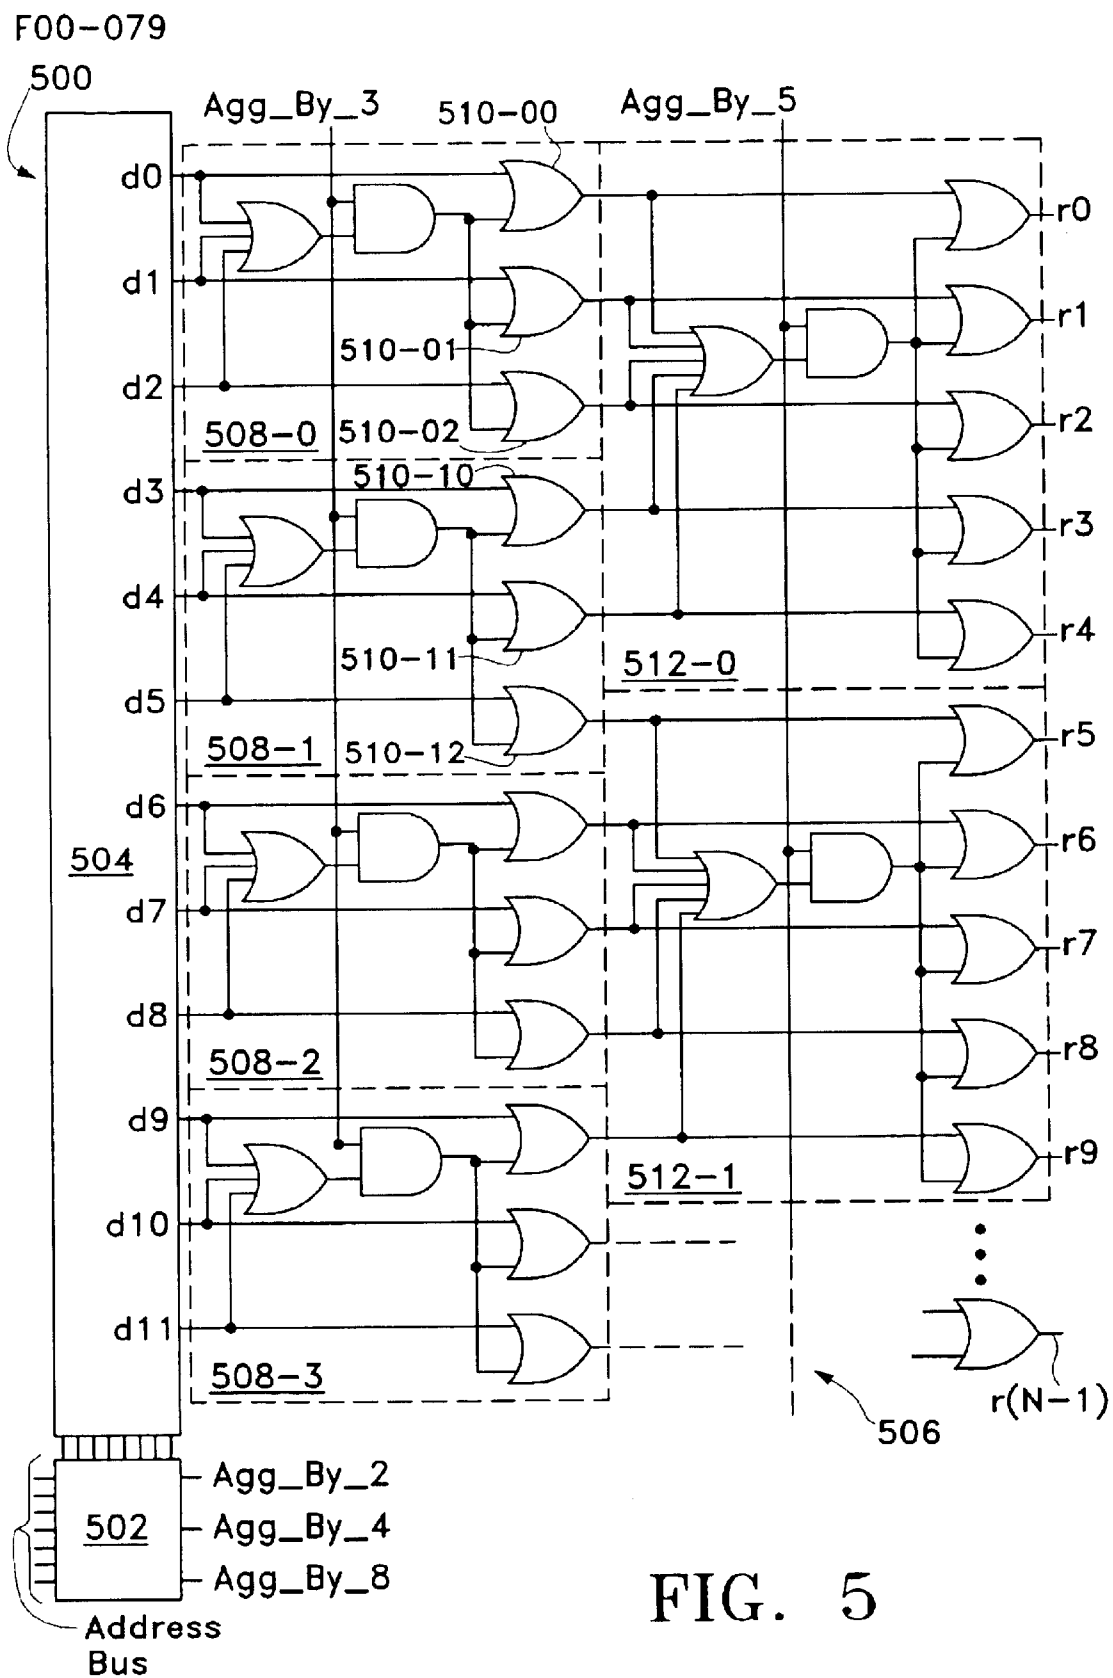 F00-079
500
Agg_By_3
510-00
Agg_By_5
d0
r0
d1
r1
510-01
d2
r2
508-0
510-02
510-10
d3
r3
d4
r4
510-11
512-0
d5
r5
508-1
510-12
d6
r6
504
d7
r7
d8
r8
508-2
d9
r9
512-1
d10
d11
508-3
r(N-1)
506
Agg_By_2
502
Agg_By_4
Agg_By_8
Address
Bus
FIG. 5